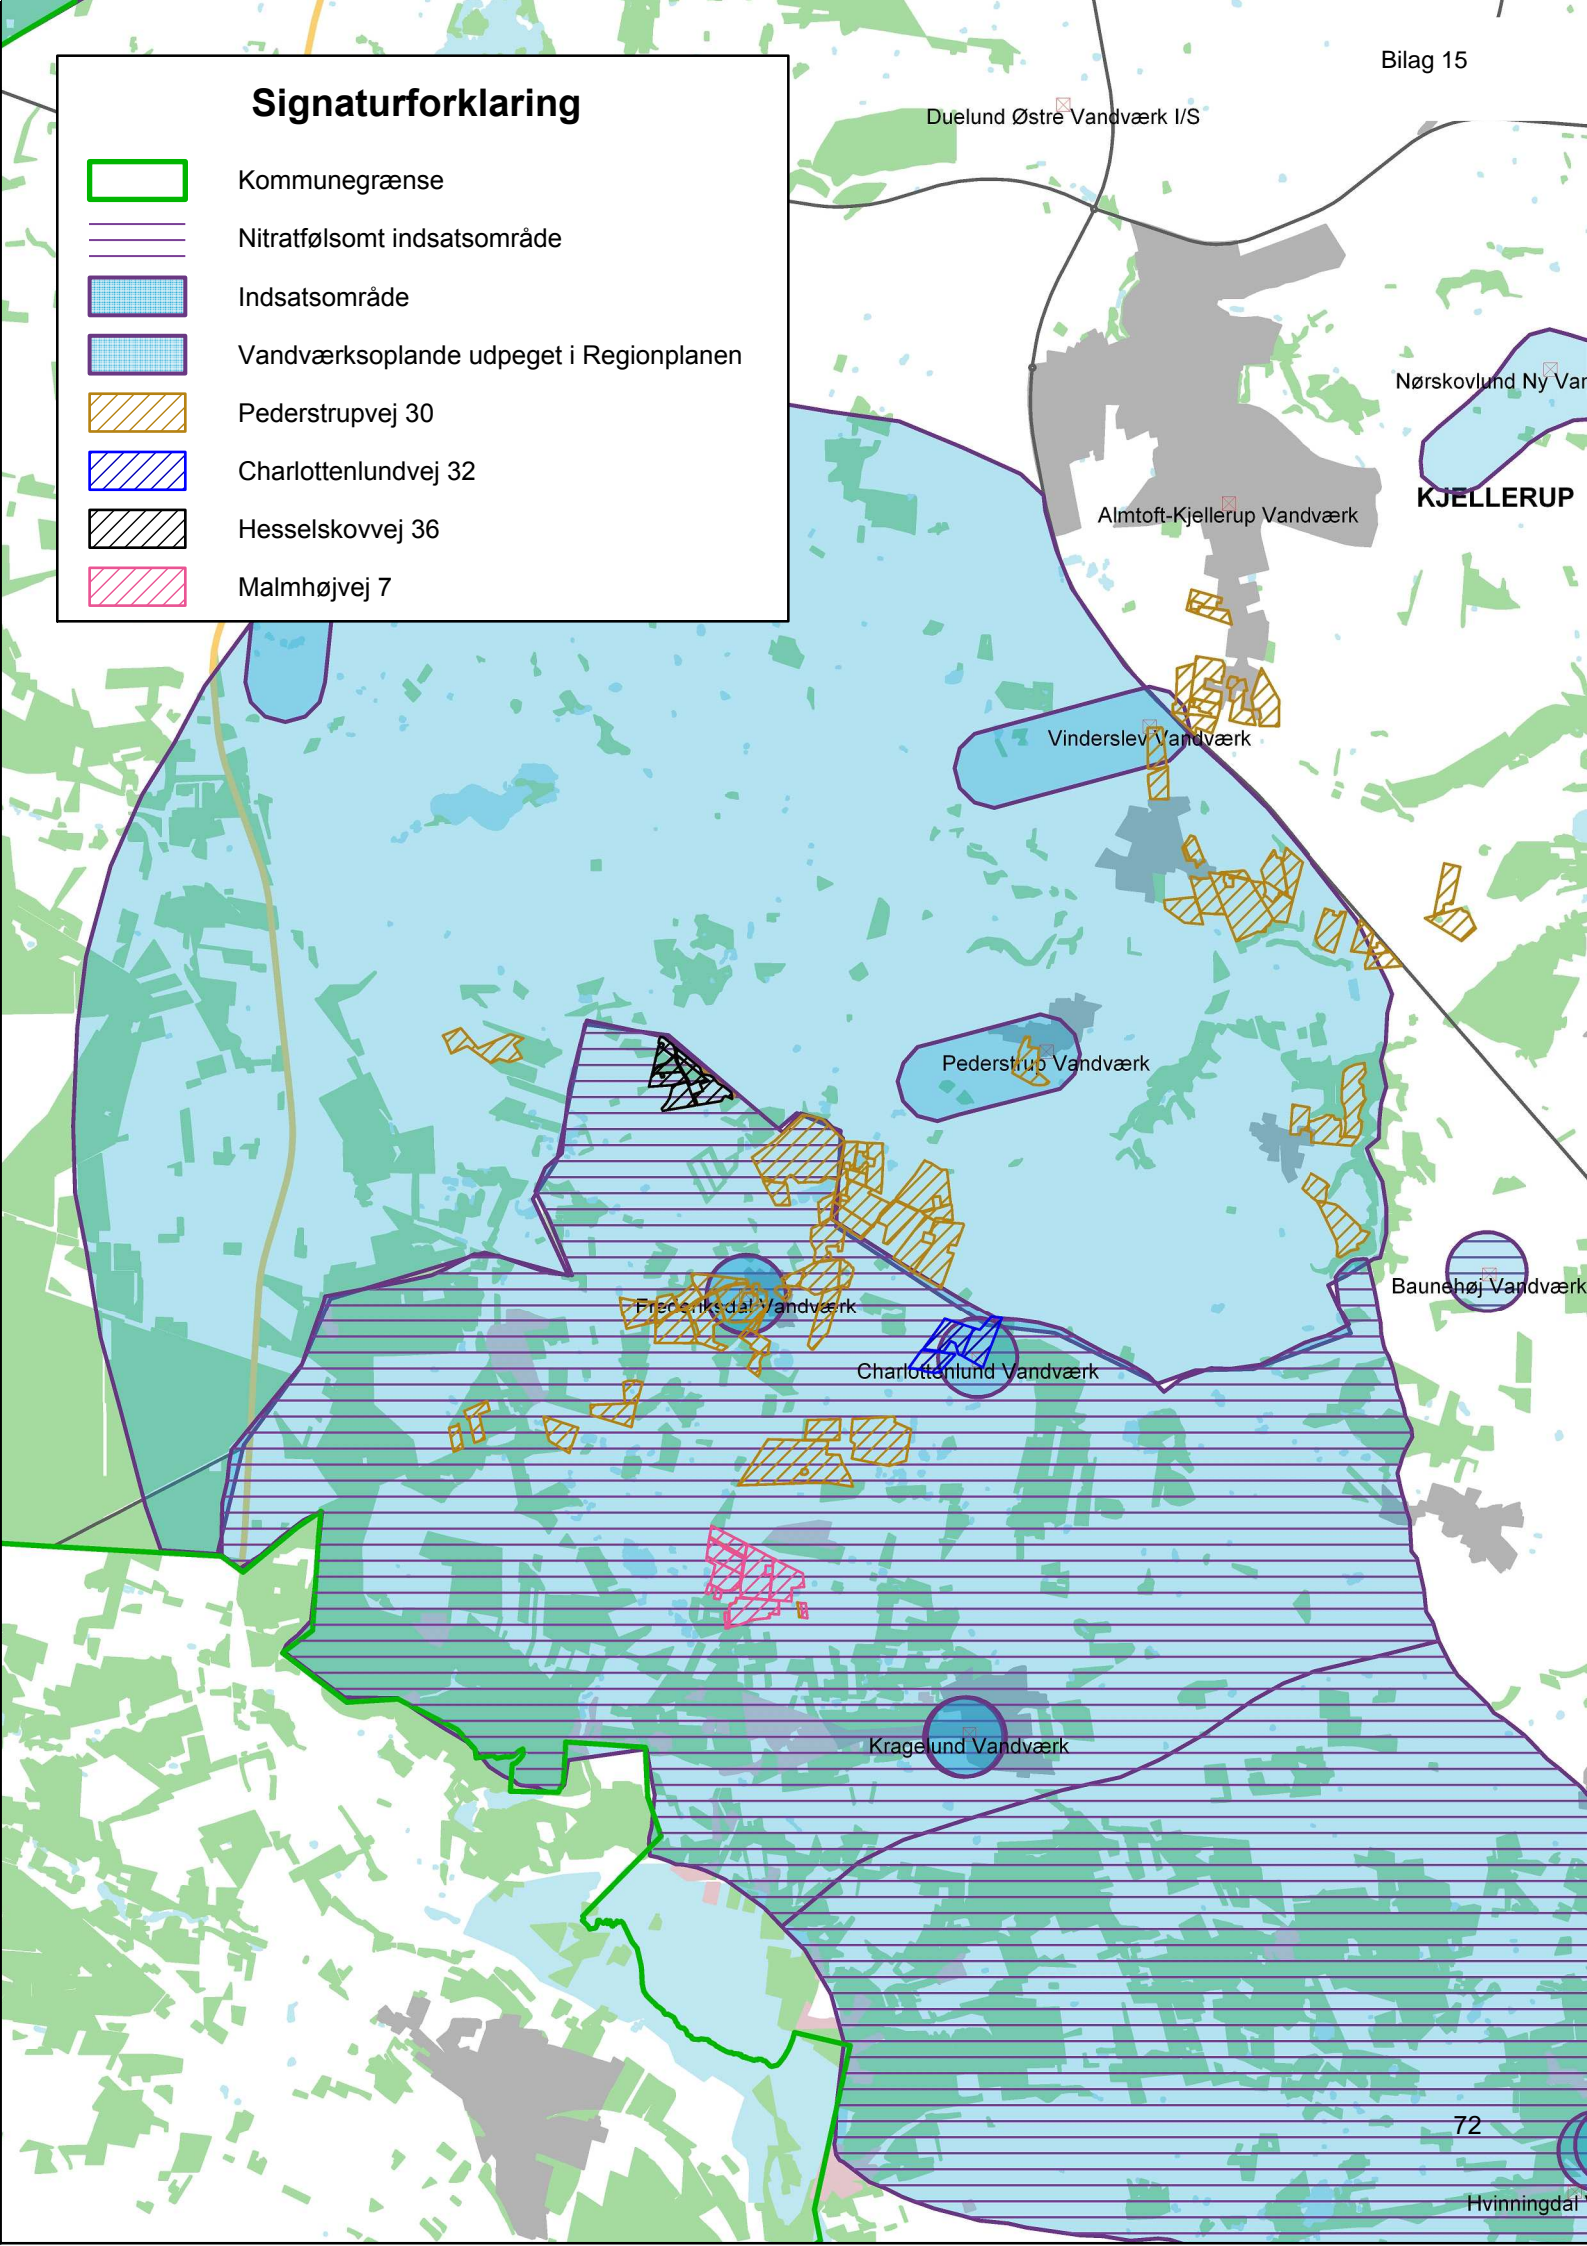 Bilag 15
Signaturforklaring
Kommunegrænse
Nitratfølsomt indsatsområde
Indsatsområde
Vandværksoplande udpeget i Regionplanen
Pederstrupvej 30
Charlottenlundvej 32
Hesselskovvej 36
Malmhøjvej 7
Duelund Østre Vandværk I/S
Nørskovlund Ny Var
KJELLERUP
Almtoft-Kjellerup Vandværk
Vinderslev Vandværk
Pederstrup Vandværk
Baunehøj Vandværk
Frederiksdal Vandværk
Charlottenlund Vandværk
Kragelund Vandværk
72
Hvinningdal